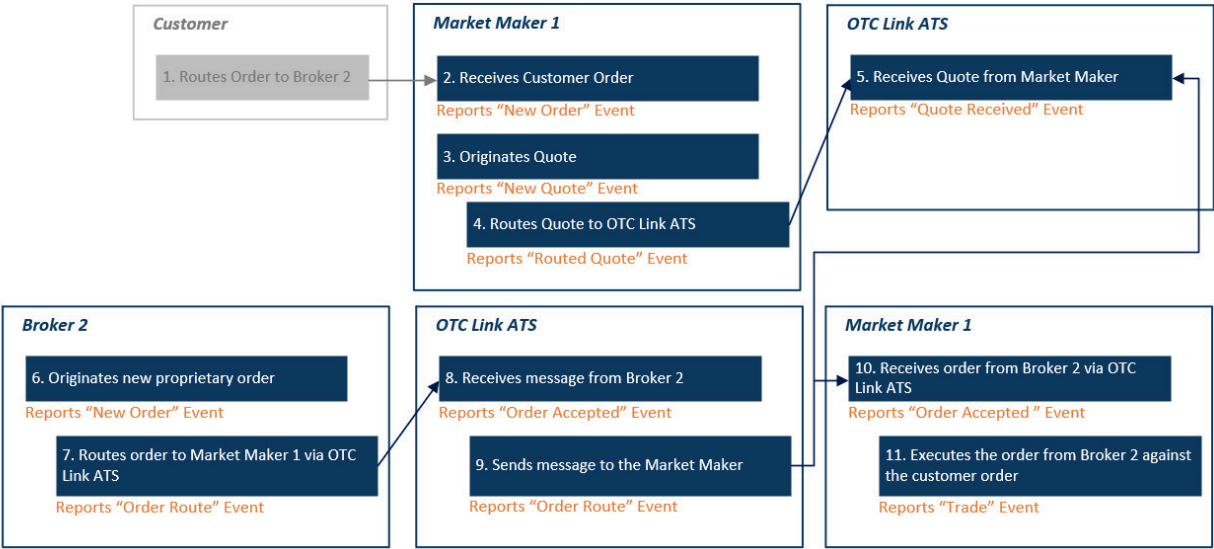 Customer
1. Routes Order to Broker 2
Market Maker 1
2. Receives Customer Order
Reports “New Order” Event
3. Originates Quote
Reports “New Quote” Event
4. Routes Quote to OTC Link ATS
Reports “Routed Quote” Event
OTC Link ATS
5. Receives Quote from Market Maker
Reports “Quote Received” Event
Broker 2
6. Originates new proprietary order
Reports “New Order” Event
7. Routes order to Market Maker 1 via OTC
Link ATS
Reports “Order Route” Event
OTC Link ATS
8. Receives message from Broker 2
Reports “Order Accepted” Event
9. Sends message to the Market Maker
Reports “Order Route” Event
Market Maker 1
10. Receives order from Broker 2 via OTC
Link ATS
Reports “Order Accepted ” Event
11. Executes the order from Broker 2 against
the customer order
Reports “Trade” Event